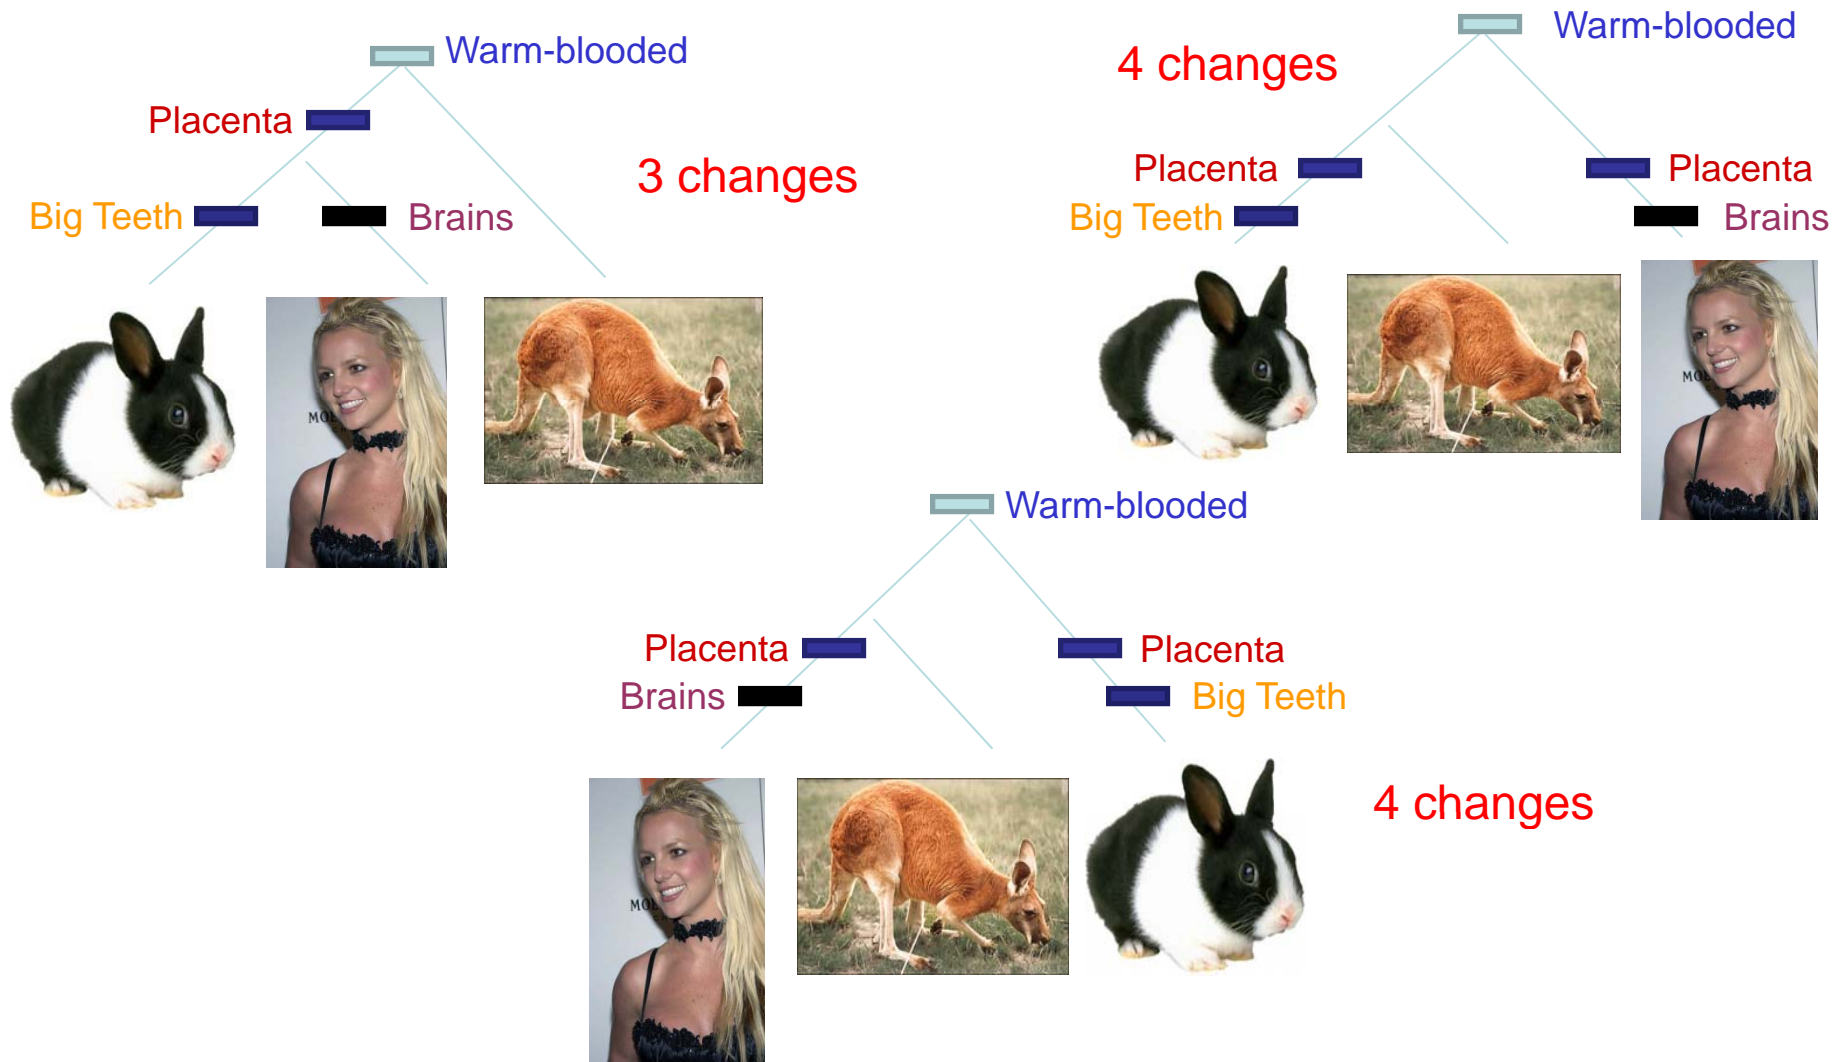 Warm-blooded
Placenta
3 changes
Big Teeth
Brains
Warm-blooded
4 changes
Placenta
Placenta
Big Teeth
Brains
Warm-blooded
Placenta
Placenta
Brains
Big Teeth
4 changes